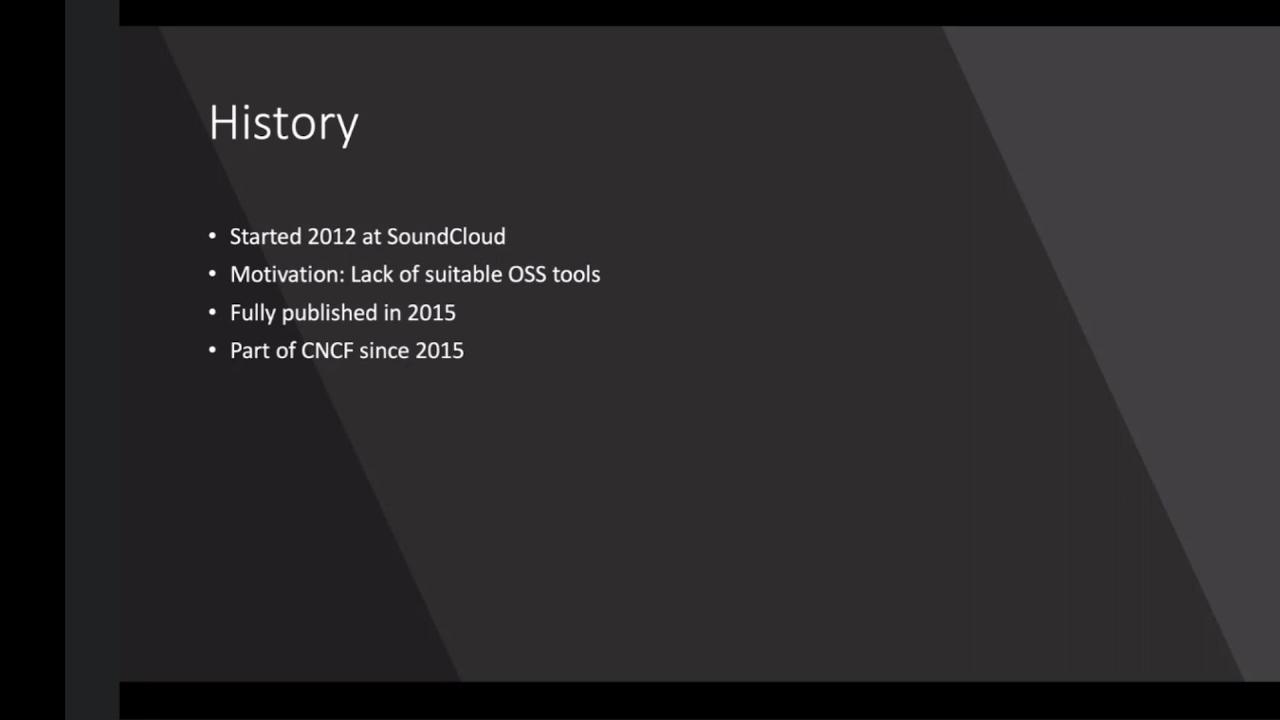 History
• Started 2012 at SoundCloud
• Motivation: Lack of suitable OSS tools
• Fully published in 2015
• Part of CNCF since 2015